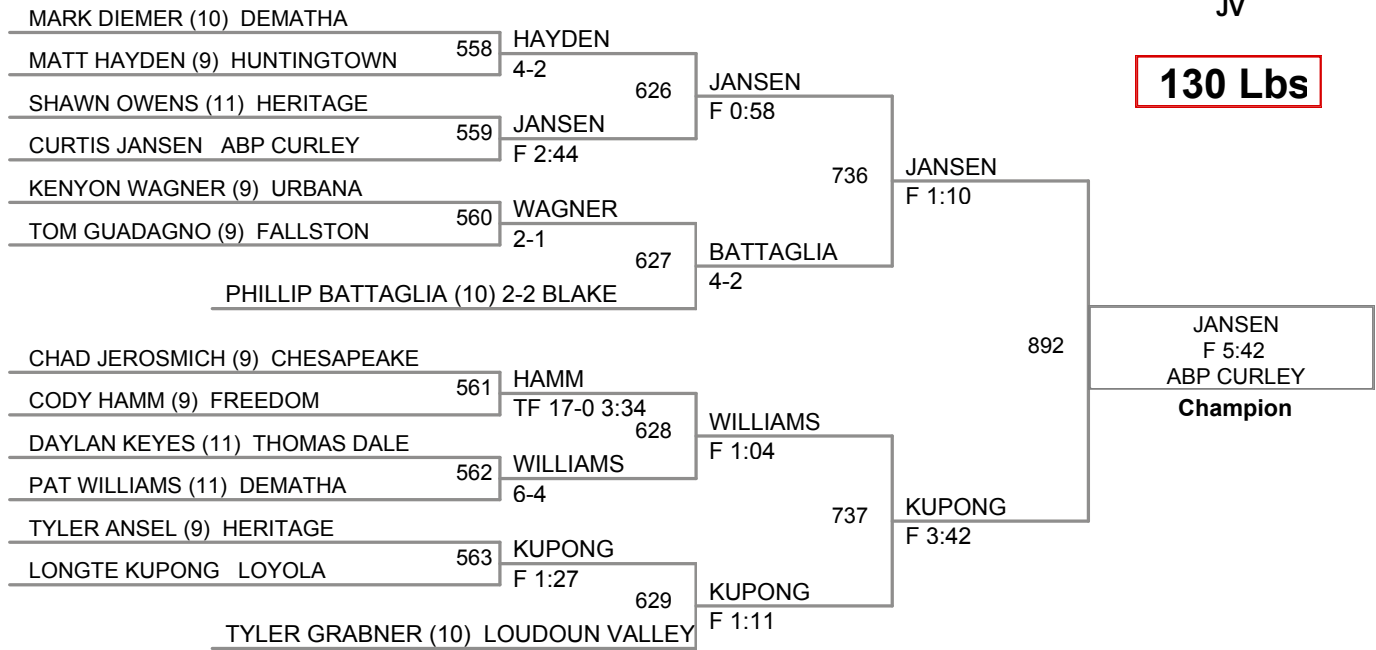 JV
130 Lbs
MARK DIEMER (10) DEMATHA
558
HAYDEN
4-2
MATT HAYDEN (9) HUNTINGTOWN
626
JANSEN
F 0:58
SHAWN OWENS (11) HERITAGE
559
JANSEN
F 2:44
CURTIS JANSEN ABP CURLEY
736
JANSEN
F 1:10
KENYON WAGNER (9) URBANA
560
WAGNER
2-1
TOM GUADAGNO (9) FALLSTON
627
BATTAGLIA
4-2
PHILLIP BATTAGLIA (10) 2-2 BLAKE
892
JANSEN
F 5:42
ABP CURLEY
Champion
CHAD JEROSMICH (9) CHESAPEAKE
561
HAMM
TF 17-0 3:34
CODY HAMM (9) FREEDOM
628
WILLIAMS
F 1:04
DAYLAN KEYES (11) THOMAS DALE
562
WILLIAMS
6-4
PAT WILLIAMS (11) DEMATHA
737
KUPONG
F 3:42
TYLER ANSEL (9) HERITAGE
563
KUPONG
F 1:27
LONGTE KUPONG LOYOLA
629
KUPONG
F 1:11
TYLER GRABNER (10) LOUDOUN VALLEY